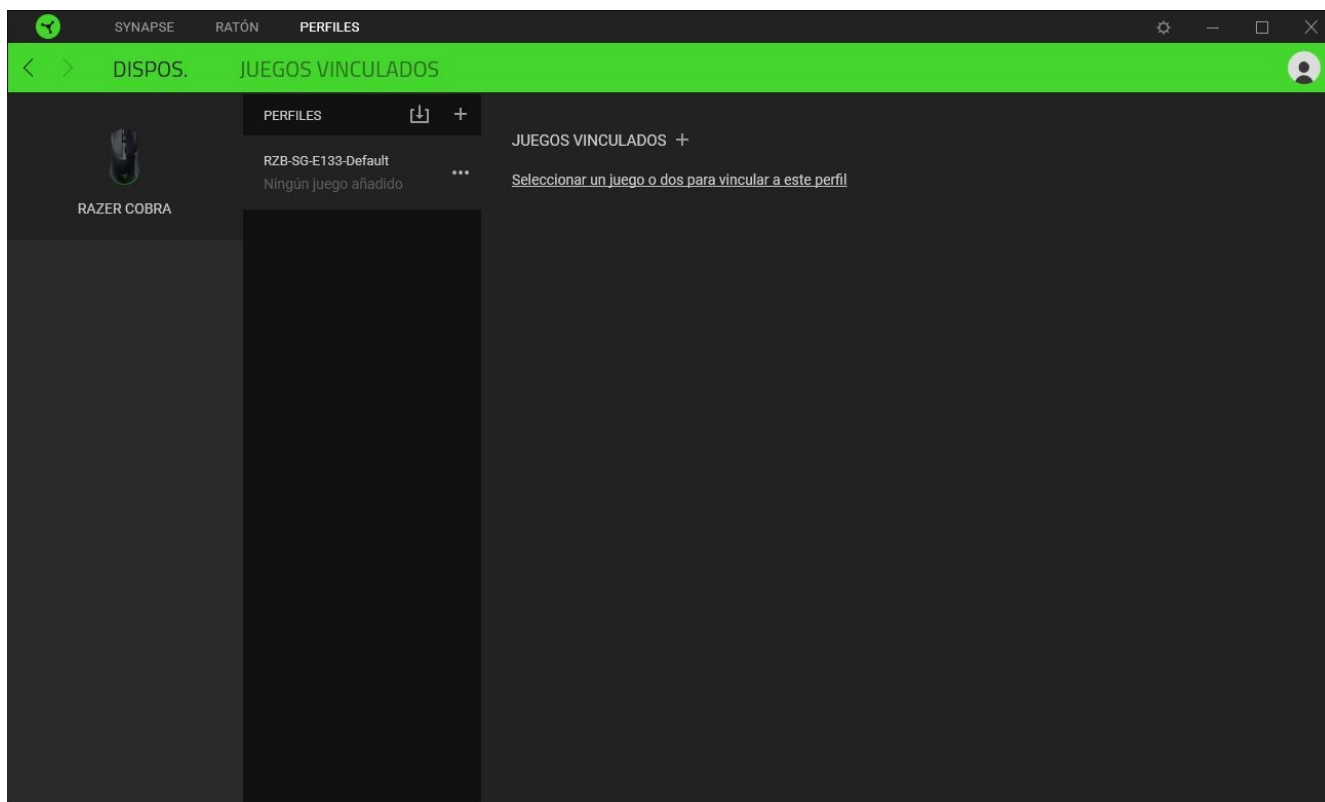 SYNAPSE RATÓN PERFILES
DISPOS. JUEGOS VINCULADOS
RAZER COBRA
PERFILES
RZB-SG-E133-Default
Ningún juego añadido
JUEGOS VINCULADOS +
Seleccionar un juego o dos para vincular a este perfil